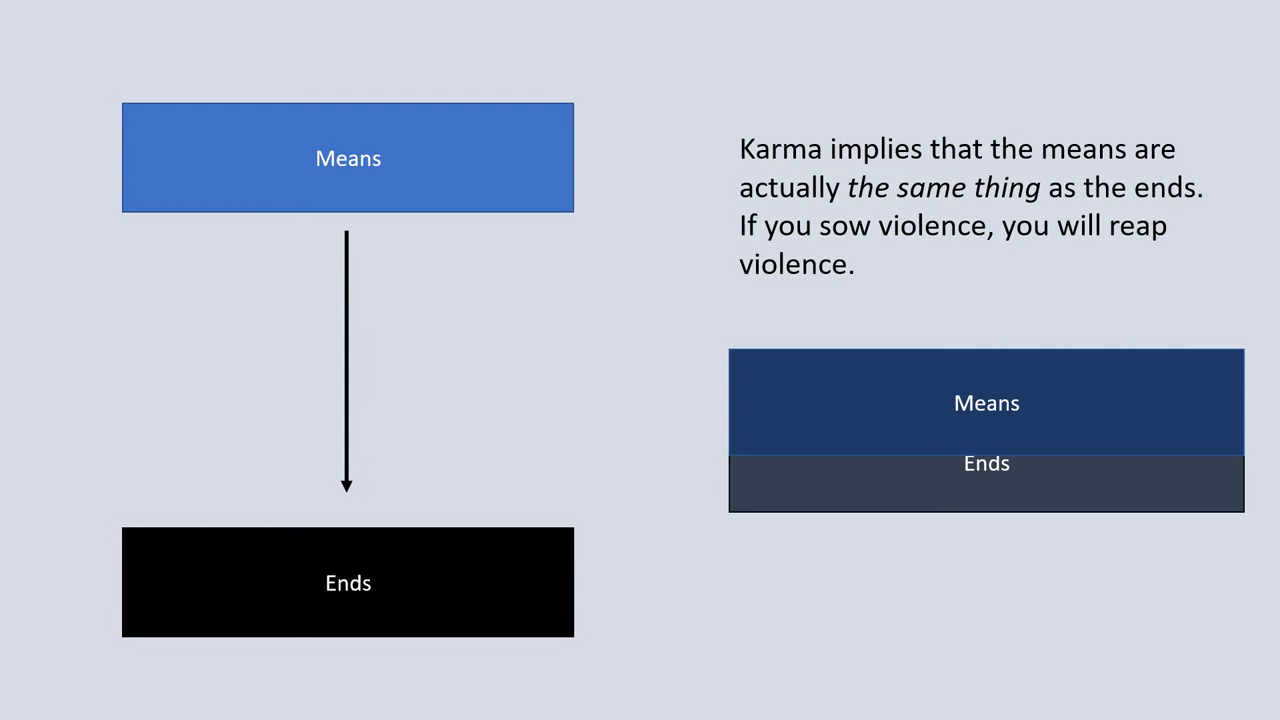 Means
Ends
Karma implies that the means are
actually the same thing as the ends.
If you sow violence, you will reap
violence.
Means
Ends